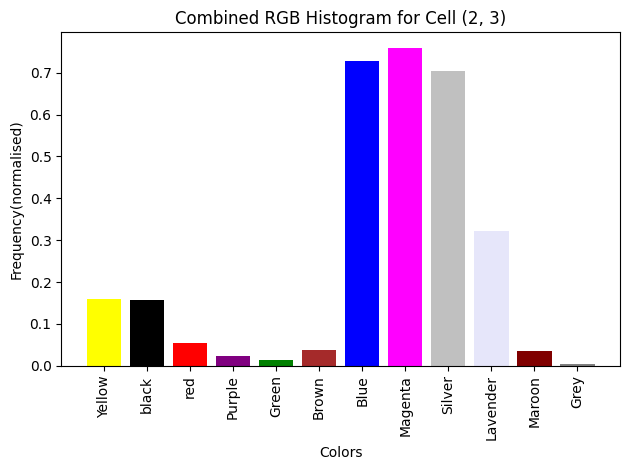 Combined RGB Histogram for Cell (2, 3)
Frequency(normalised)
0.7
0.6
0.5
0.4
0.3
0.2
0.1
0.0
Yellow
black
red
Purple
Green
Brown
Blue
Magenta
Silver
Lavender
Maroon
Grey
Colors